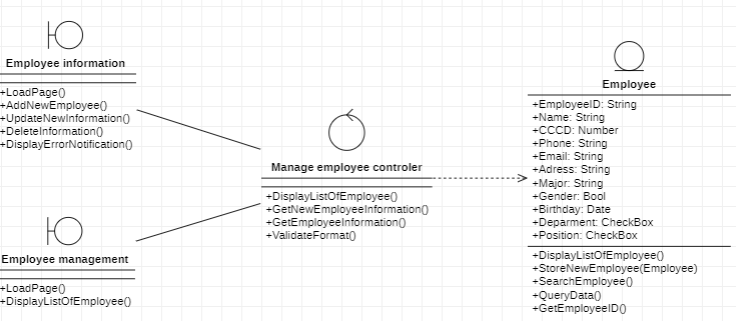 Employee information
+LoadPage()
+AddNewEmployee()
+UpdateNewInformation()
+DeleteInformation()
+DisplayErrorNotification()
Employee management
+LoadPage()
+DisplayListOfEmployee()
Manage employee controler
+DisplayListOfEmployee()
+GetNewEmployeeInformation()
+GetEmployeeInformation()
+ValidateFormat()
Employee
+EmployeeID: String
+Name: String
+CCCD: Number
+Phone: String
+Email: String
+Adress: String
+Major: String
+Gender: Bool
+Birthday: Date
+Deparment: CheckBox
+Position: CheckBox
+DisplayListOfEmployee()
+StoreNewEmployee(Employee)
+SearchEmployee()
+QueryData()
+GetEmployeeID()